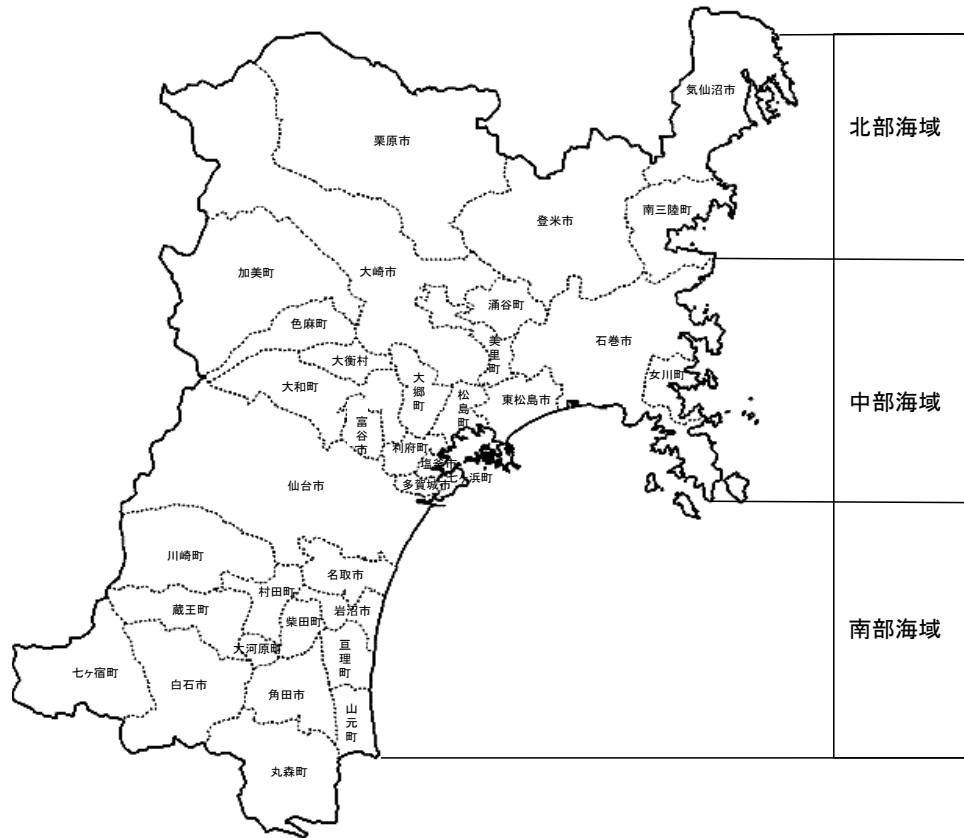 気仙沼市
北部海域
栗原市
南三陸町
登米市
加美町
大崎市
涌谷町
色麻町
美里町
石巻市
大衡村
女川町
大和町
大郷町
松島町
東松島市
中部海域
富谷市
利府町
塩釜市
七ヶ浜町
多賀城市
仙台市
川崎町
名取市
村田町
蔵王町
岩沼市
柴田町
南部海域
大河原町
亘理町
七ヶ宿町
白石市
角田市
山元町
丸森町